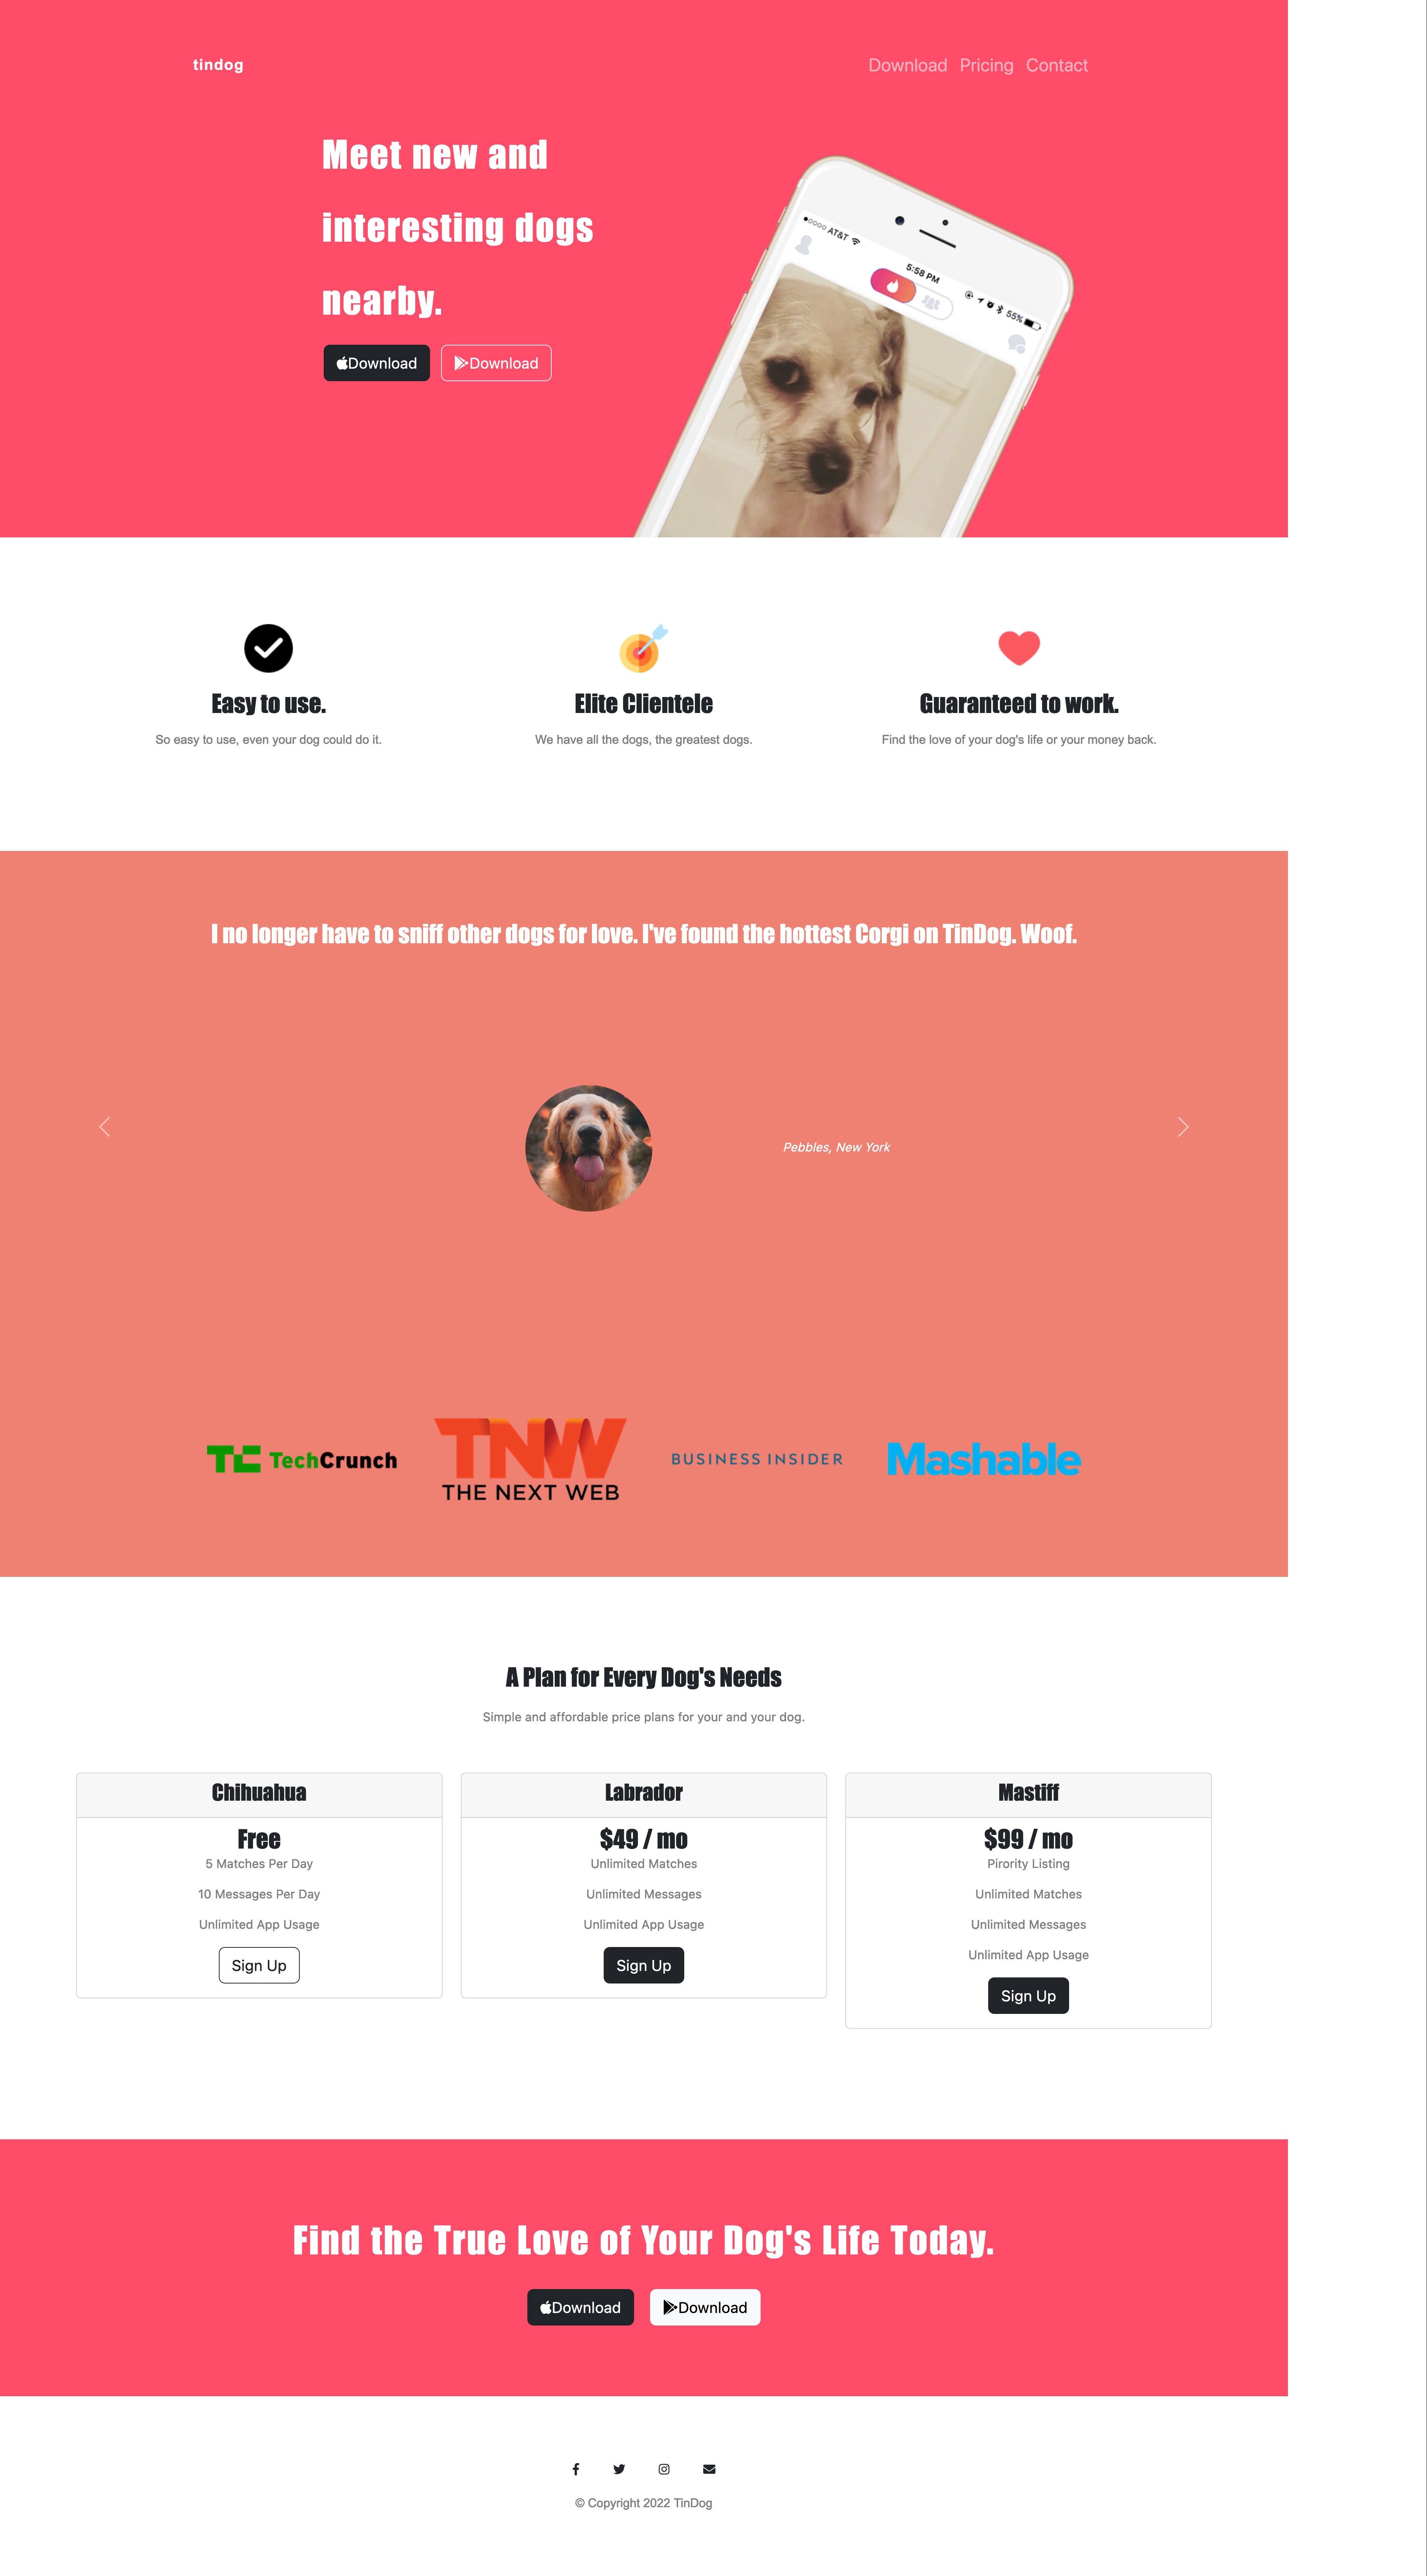 tindog
Download Pricing Contact
Meet new and
interesting dogs
nearby.
Download Download
AT&T
5:58 PM
55%
Easy to use.
So easy to use, even your dog could do it.
Elite Clientele
We have all the dogs, the greatest dogs.
Guaranteed to work.
Find the love of your dog's life or your money back.
I no longer have to sniff other dogs for love. I've found the hottest Corgi on TinDog. Woof.
Pebbles, New York
TC TechCrunch
TNW
THE NEXT WEB
BUSINESS INSIDER
Mashable
A Plan for Every Dog's Needs
Simple and affordable price plans for your and your dog.
Chihuahua
Free
5 Matches Per Day
10 Messages Per Day
Unlimited App Usage
Sign Up
Labrador
$49 / mo
Unlimited Matches
Unlimited Messages
Unlimited App Usage
Sign Up
Mastiff
$99 / mo
Pirority Listing
Unlimited Matches
Unlimited Messages
Unlimited App Usage
Sign Up
Find the True Love of Your Dog's Life Today.
Download Download
© Copyright 2022 TinDog